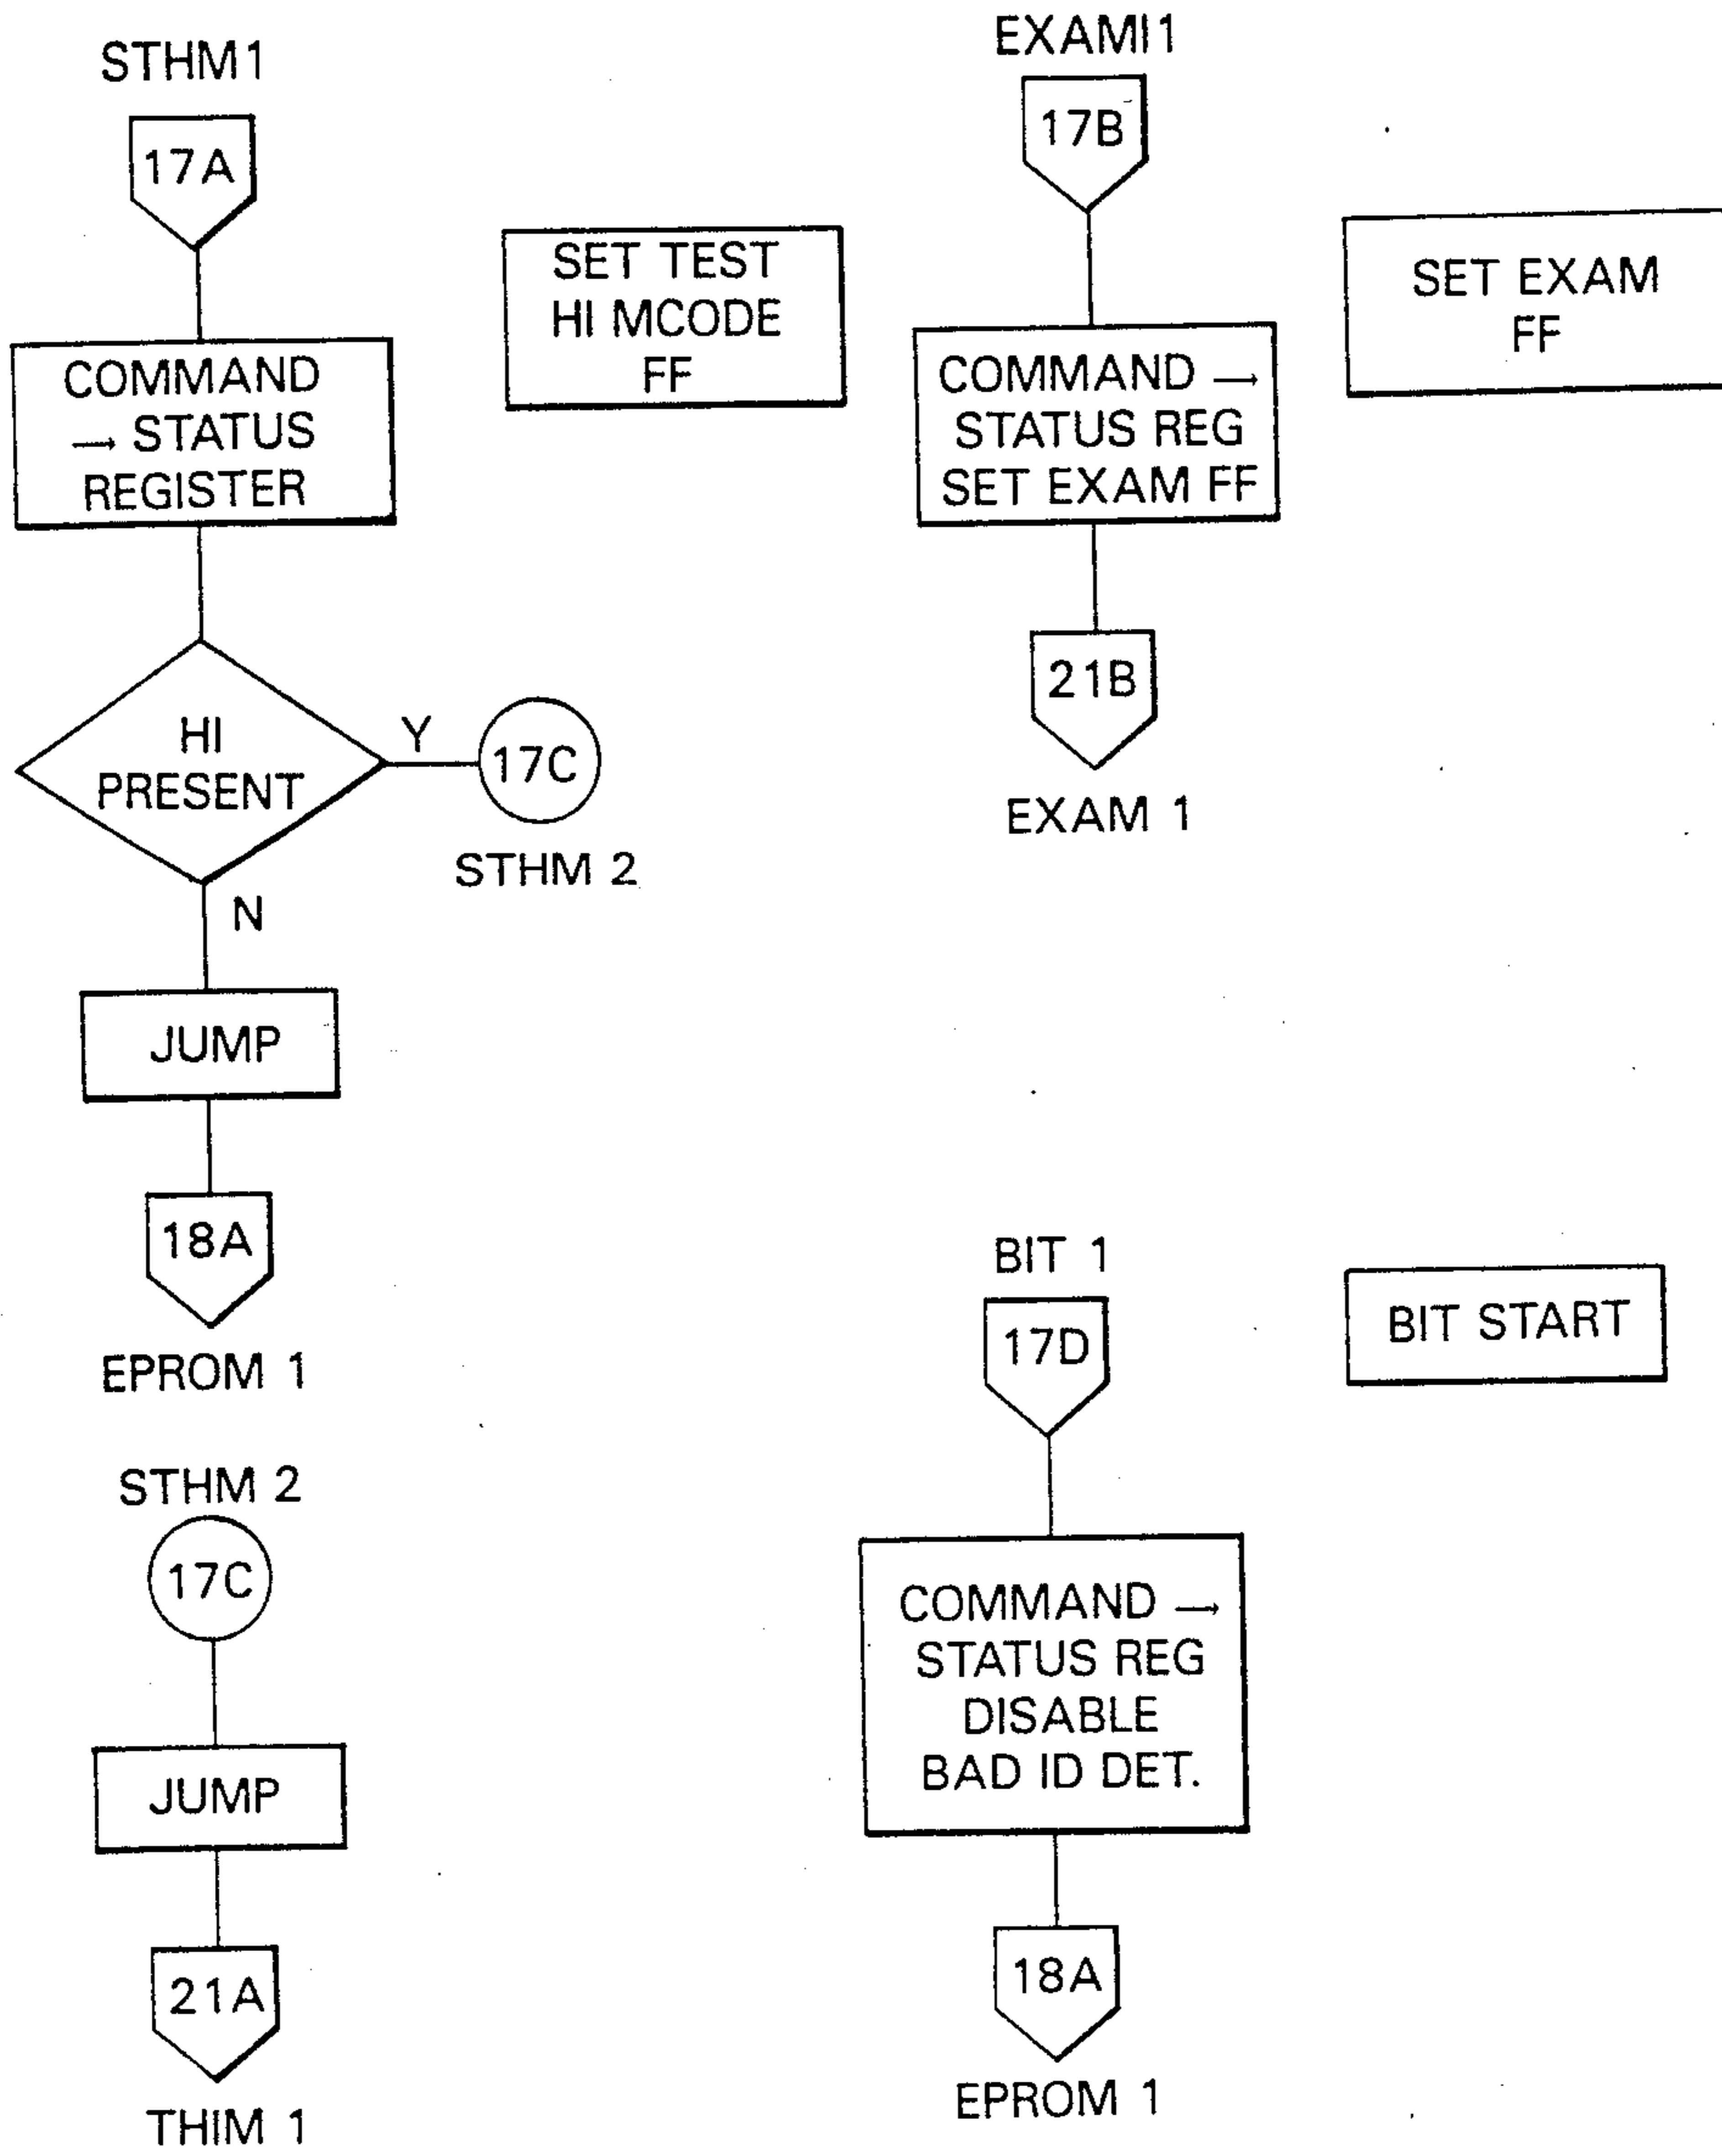 STHM1
17A
COMMAND
→ STATUS
REGISTER
SET TEST
HI MCODE
FF
HI
PRESENT
Y
17C
STHM 2
N
JUMP
18A
EPROM 1
STHM 2
17C
JUMP
21A
THIM 1
EXAMI1
17B
COMMAND →
STATUS REG
SET EXAM FF
SET EXAM
FF
21B
EXAM 1
BIT 1
17D
BIT START
COMMAND →
STATUS REG
DISABLE
BAD ID DET.
18A
EPROM 1